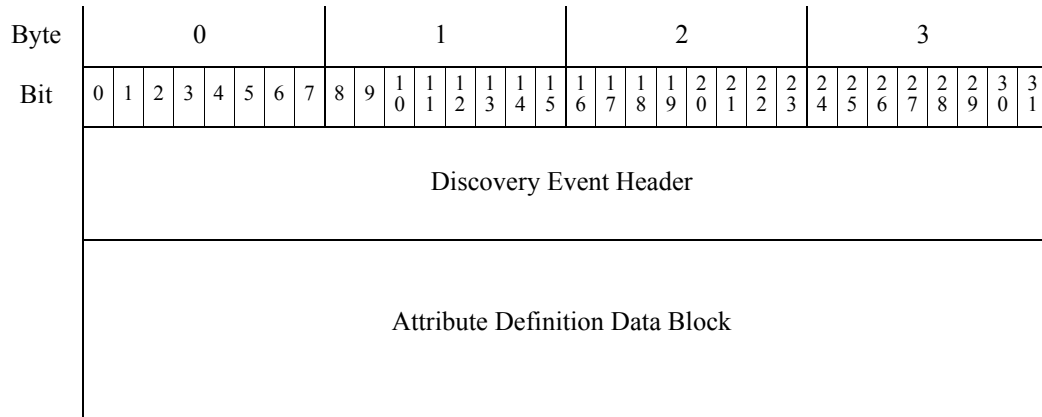 Byte 0 1 2 3
Bit 0 1 2 3 4 5 6 7 8 9 10 11 12 13 14 15 16 17 18 19 20 21 22 23 24 25 26 27 28 29 30 31
Discovery Event Header
Attribute Definition Data Block